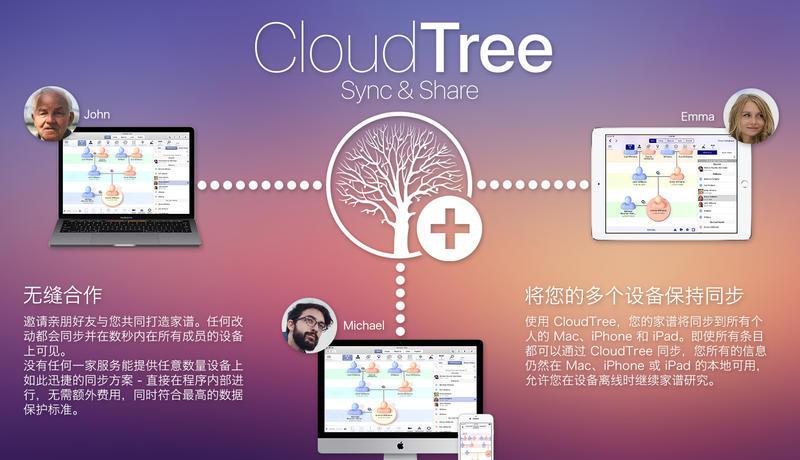 CloudTree
Sync & Share
John
Emma
Michael
无缝合作
邀请亲朋好友与您共同打造家谱。任何改
动都会同步并在数秒内在所有成员的设备
上可见。
没有任何一家服务能提供任意数量设备上
如此迅捷的同步方案 - 直接在程序内部进
行，无需额外费用，同时符合最高的数据
保护标准。
将您的多个设备保持同步
使用 CloudTree，您的家谱将同步到所有个
人的 Mac、iPhone 和 iPad。即使所有条目
都可以通过 CloudTree 同步，您所有的信息
仍然在 Mac、iPhone 或 iPad 的本地可用，
允许您在设备离线时继续家谱研究。